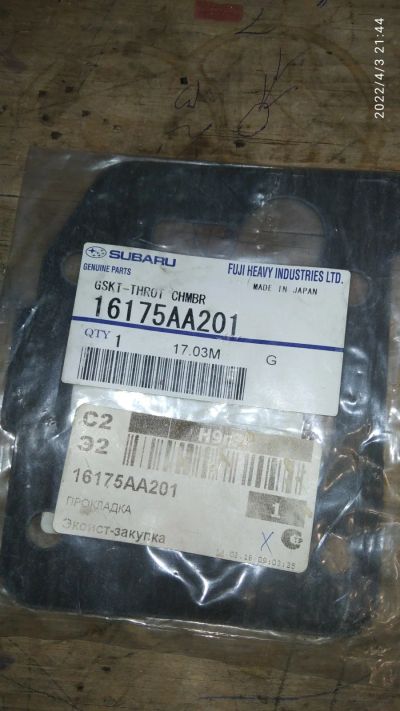 2022/4/3 21:44
SUBARU
GENUINE PARTS
FUJI HEAVY INDUSTRIES LTD.
MADE IN JAPAN
GSKT-THROT CHMBR
16175AA201
QTY 1
17.03M
G
C2
Э2
16175AA201
1
ПРОКЛАДКА
Экоист-закупка
X